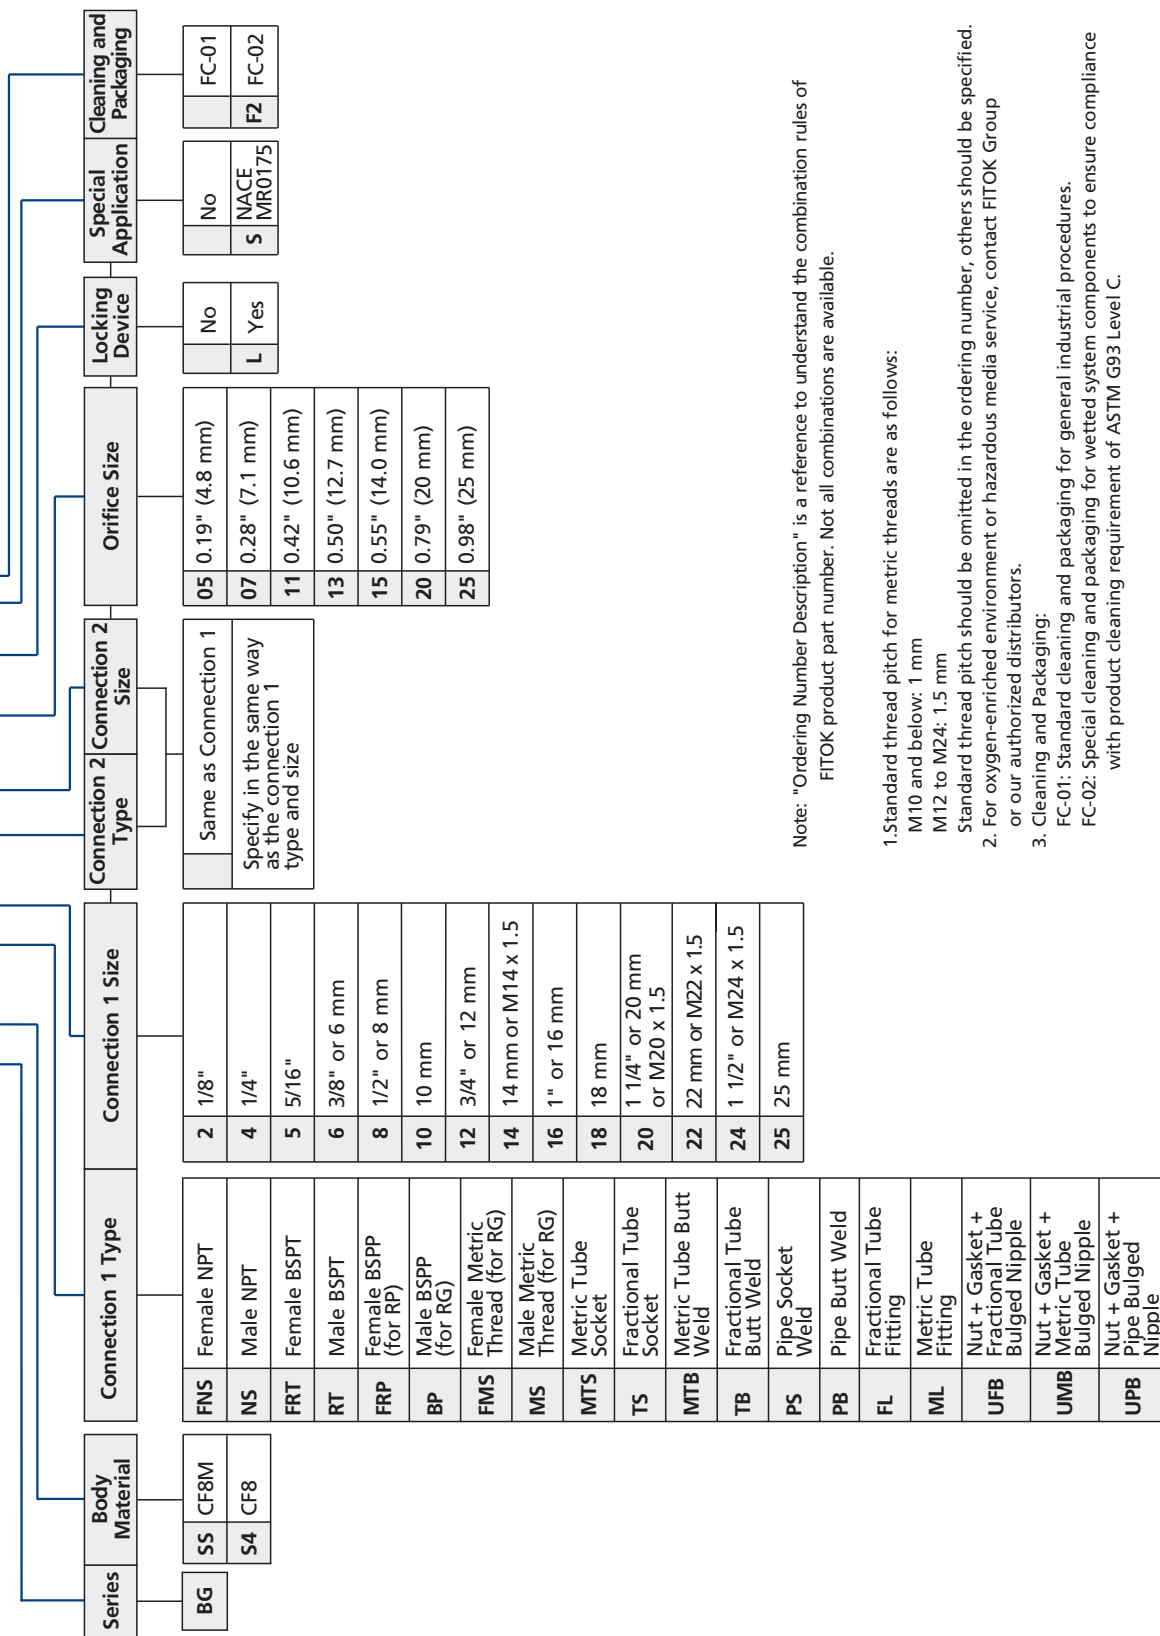 Series
BG
Body
Material
SS CF8M
S4 CF8
Connection 1 Type
FNS Female NPT
NS Male NPT
FRT Female BSPT
RT Male BSPT
FRP Female BSPP
(for RP)
BP Male BSPP
(for RG)
FMS Female Metric
Thread (for RG)
MS Male Metric
Thread (for RG)
MTS Metric Tube
Socket
TS Fractional Tube
Socket
MTB Metric Tube Butt
Weld
TB Fractional Tube
Butt Weld
PS Pipe Socket
Weld
PB Pipe Butt Weld
FL Fractional Tube
Fitting
ML Metric Tube
Fitting
UFB Nut + Gasket +
Fractional Tube
Bulged Nipple
UMB Nut + Gasket +
Metric Tube
Bulged Nipple
UPB Nut + Gasket +
Pipe Bulged
Nipple
Connection 1 Size
2 1/8"
4 1/4"
5 5/16"
6 3/8" or 6 mm
8 1/2" or 8 mm
10 10 mm
12 3/4" or 12 mm
14 14 mm or M14 x 1.5
16 1" or 16 mm
18 18 mm
20 1 1/4" or 20 mm
or M20 x 1.5
22 22 mm or M22 x 1.5
24 1 1/2" or M24 x 1.5
25 25 mm
Connection 2
Type
Connection 2
Size
Same as Connection 1
Specify in the same way
as the connection 1
type and size
Orifice Size
05 0.19" (4.8 mm)
07 0.28" (7.1 mm)
11 0.42" (10.6 mm)
13 0.50" (12.7 mm)
15 0.55" (14.0 mm)
20 0.79" (20 mm)
25 0.98" (25 mm)
Locking
Device
No
L Yes
Special
Application
No
S NACE
MR0175
Cleaning and
Packaging
FC-01
F2 FC-02
Note: "Ordering Number Description" is a reference to understand the combination rules of
FITOK product part number. Not all combinations are available.
1.Standard thread pitch for metric threads are as follows:
M10 and below: 1 mm
M12 to M24: 1.5 mm
Standard thread pitch should be omitted in the ordering number, others should be specified.
2. For oxygen-enriched environment or hazardous media service, contact FITOK Group
or our authorized distributors.
3. Cleaning and Packaging:
FC-01: Standard cleaning and packaging for general industrial procedures.
FC-02: Special cleaning and packaging for wetted system components to ensure compliance
with product cleaning requirement of ASTM G93 Level C.